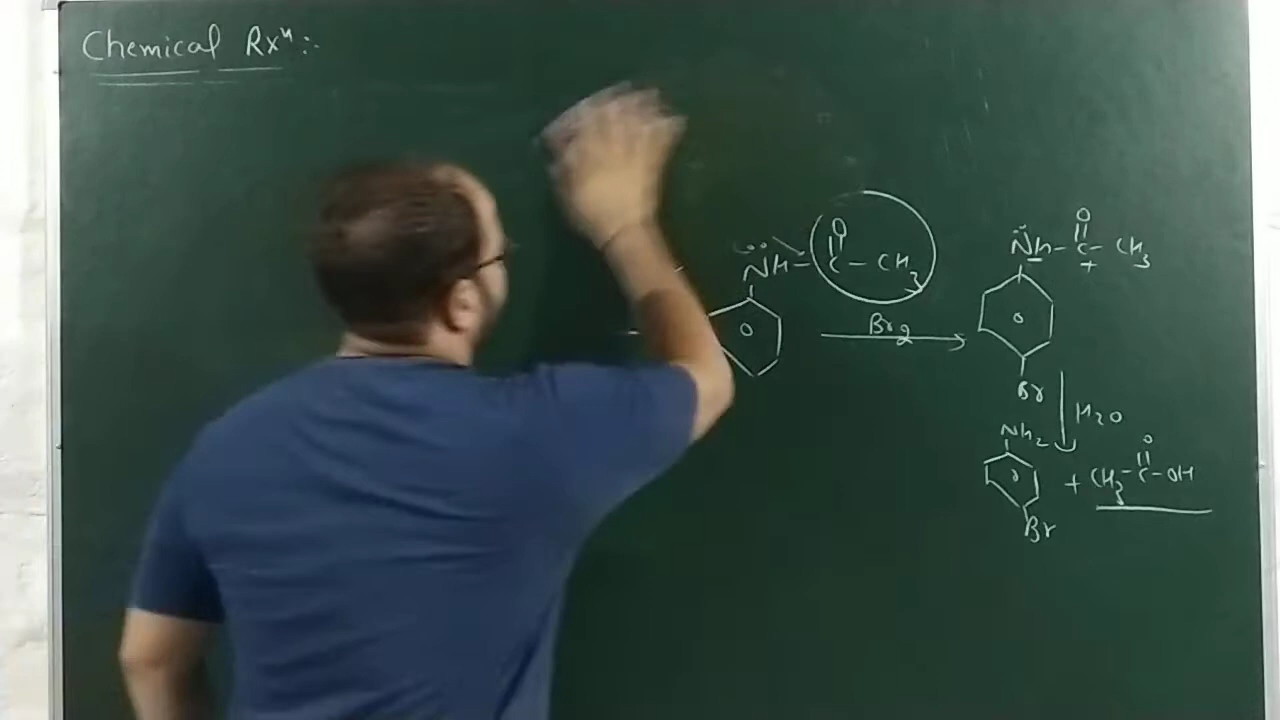 Chemical Rxⁿ :-
O
NH - C - CH3
Br2
O
NH - C - CH3
+
Br
H2O
NH2
O
+ CH3 - C - OH
Br